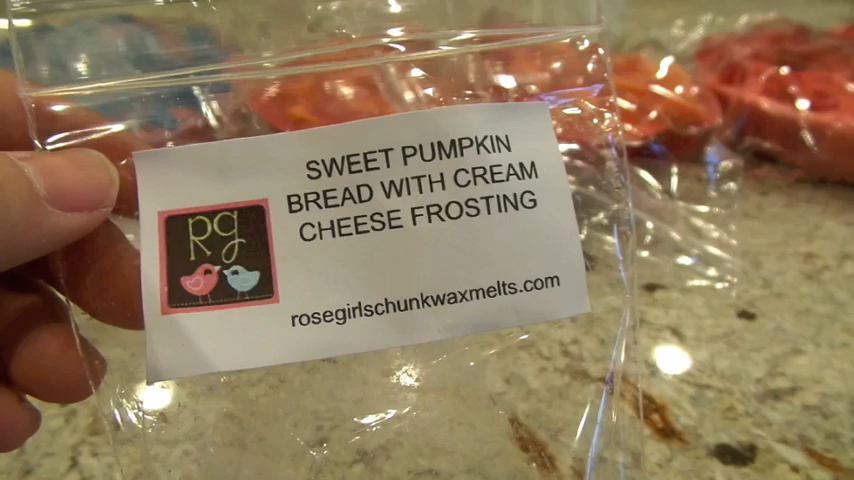 SWEET PUMPKIN
BREAD WITH CREAM
CHEESE FROSTING
rg
rosegirlschunkwaxmelts.com